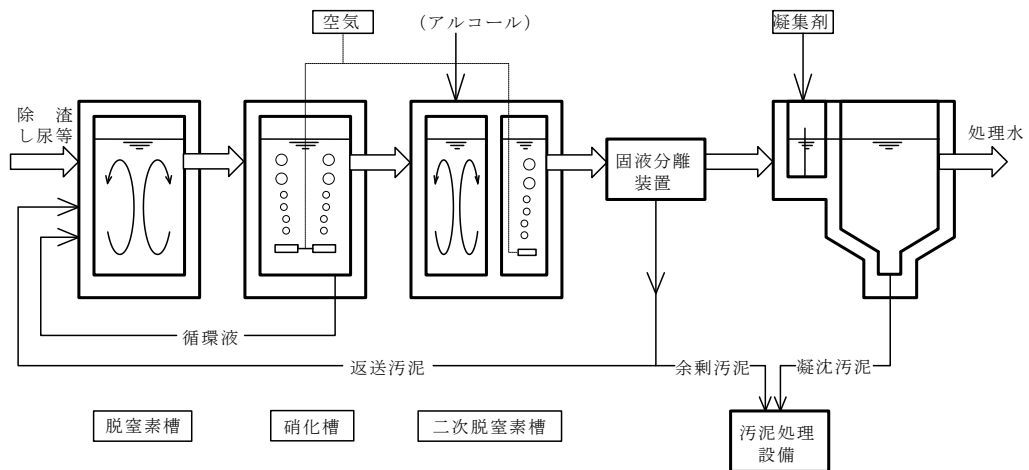 空気
(アルコール)
凝集剤
除 渣
し尿等
処理水
固液分離
装置
循環液
返送汚泥
余剰汚泥
凝沈汚泥
脱窒素槽
硝化槽
二次脱窒素槽
汚泥処理
設備